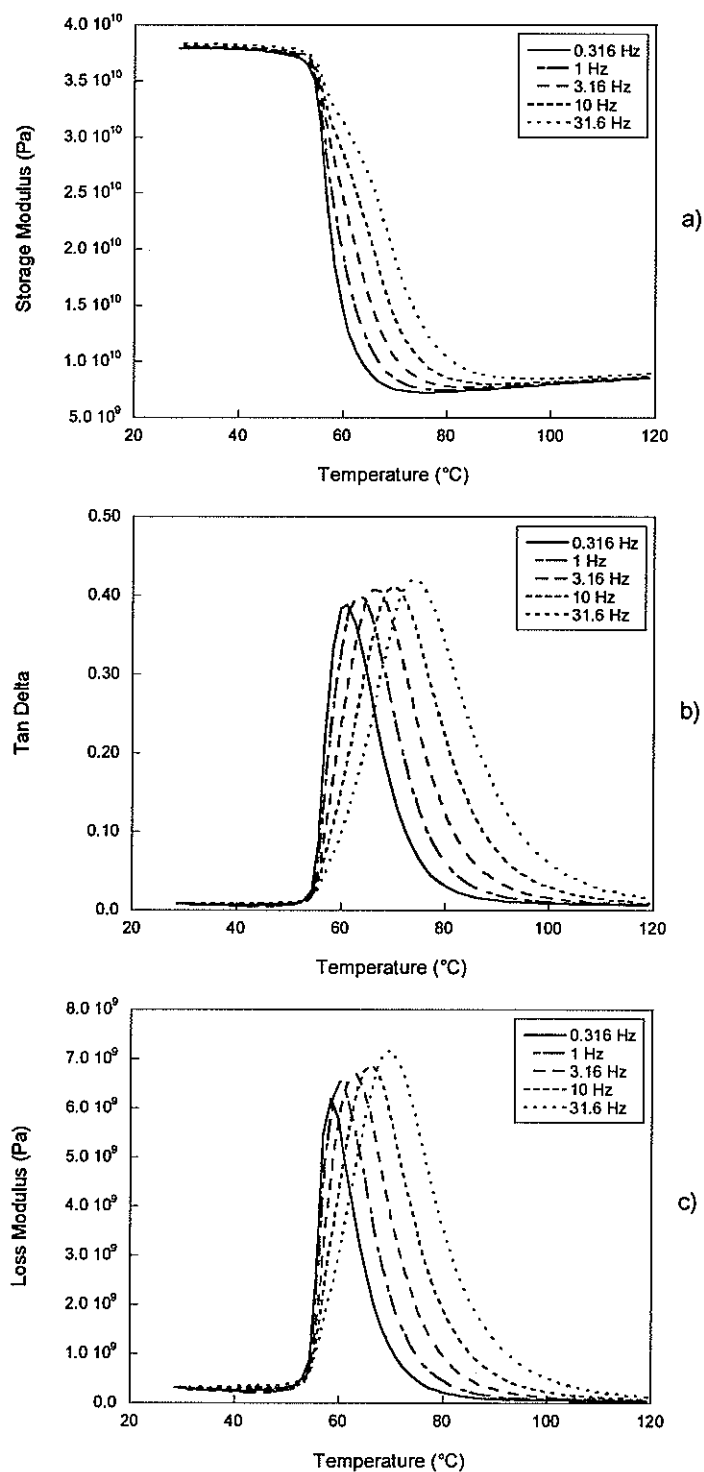 4.0 10¹⁰
3.5 10¹⁰
3.0 10¹⁰
2.5 10¹⁰
2.0 10¹⁰
1.5 10¹⁰
1.0 10¹⁰
5.0 10⁹
Storage Modulus (Pa)
0.316 Hz
1 Hz
3.16 Hz
10 Hz
31.6 Hz
a)
20 40 60 80 100 120
Temperature (°C)
0.50
0.40
0.30
0.20
0.10
0.0
Tan Delta
0.316 Hz
1 Hz
3.16 Hz
10 Hz
31.6 Hz
b)
20 40 60 80 100 120
Temperature (°C)
8.0 10⁹
7.0 10⁹
6.0 10⁹
5.0 10⁹
4.0 10⁹
3.0 10⁹
2.0 10⁹
1.0 10⁹
0.0
Loss Modulus (Pa)
0.316 Hz
1 Hz
3.16 Hz
10 Hz
31.6 Hz
c)
20 40 60 80 100 120
Temperature (°C)